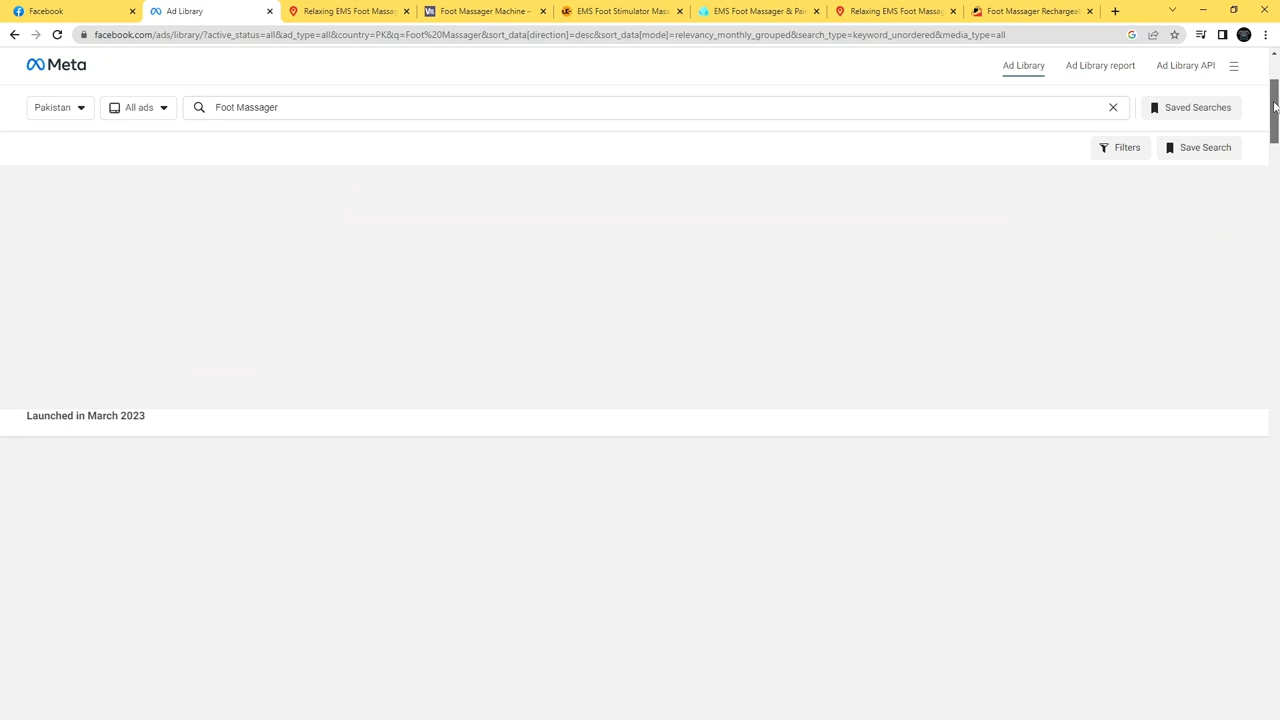 Facebook
Ad Library
Relaxing EMS Foot Massag
Foot Massager Machine –
EMS Foot Stimulator Mass
EMS Foot Massager & Pain
Relaxing EMS Foot Massag
Foot Massager Rechargeab
facebook.com/ads/library/?active_status=all&ad_type=all&country=PK&q=Foot%20Massager&sort_data[direction]=desc&sort_data[mode]=relevancy_monthly_grouped&search_type=keyword_unordered&media_type=all
Meta
Ad Library
Ad Library report
Ad Library API
Pakistan
All ads
Foot Massager
Saved Searches
Filters
Save Search
Launched in March 2023